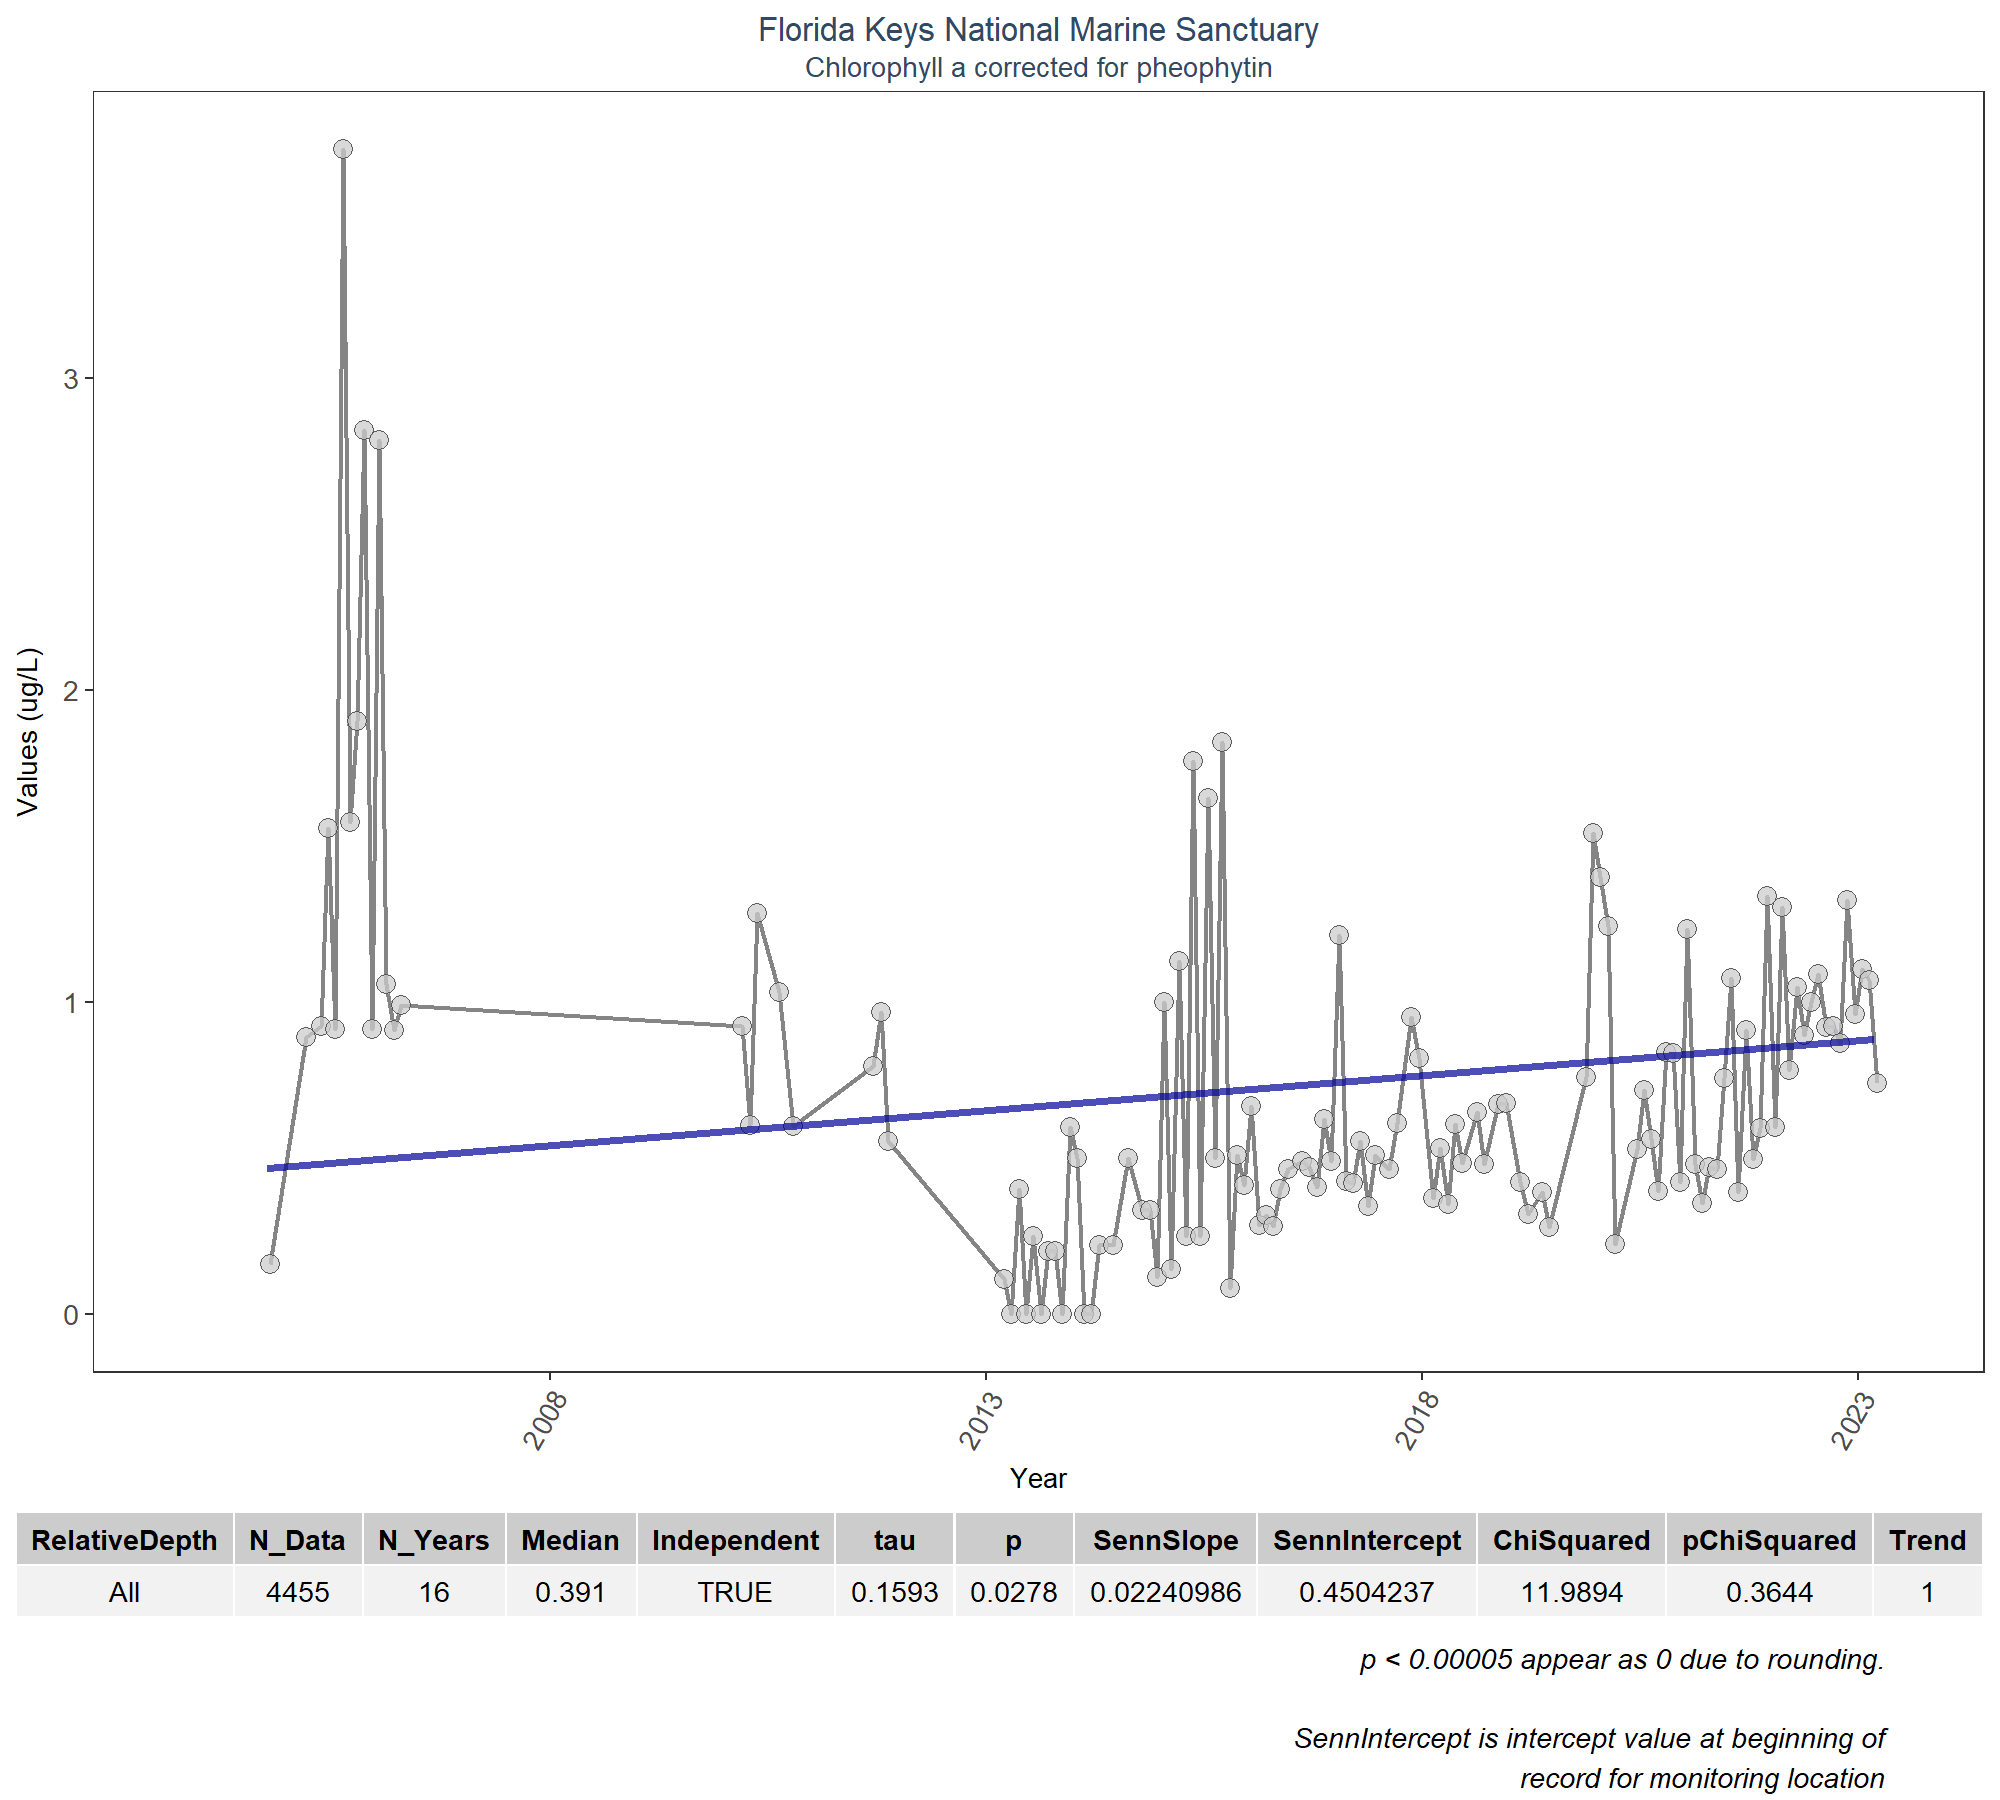 Florida Keys National Marine Sanctuary
Chlorophyll a corrected for pheophytin
Values (ug/L)
3
2
1
0
2008
2013
2018
2023
Year
RelativeDepth N_Data N_Years Median Independent tau p SennSlope SennIntercept ChiSquared pChiSquared Trend
All 4455 16 0.391 TRUE 0.1593 0.0278 0.02240986 0.4504237 11.9894 0.3644 1
p < 0.00005 appear as 0 due to rounding.
SennIntercept is intercept value at beginning of
record for monitoring location